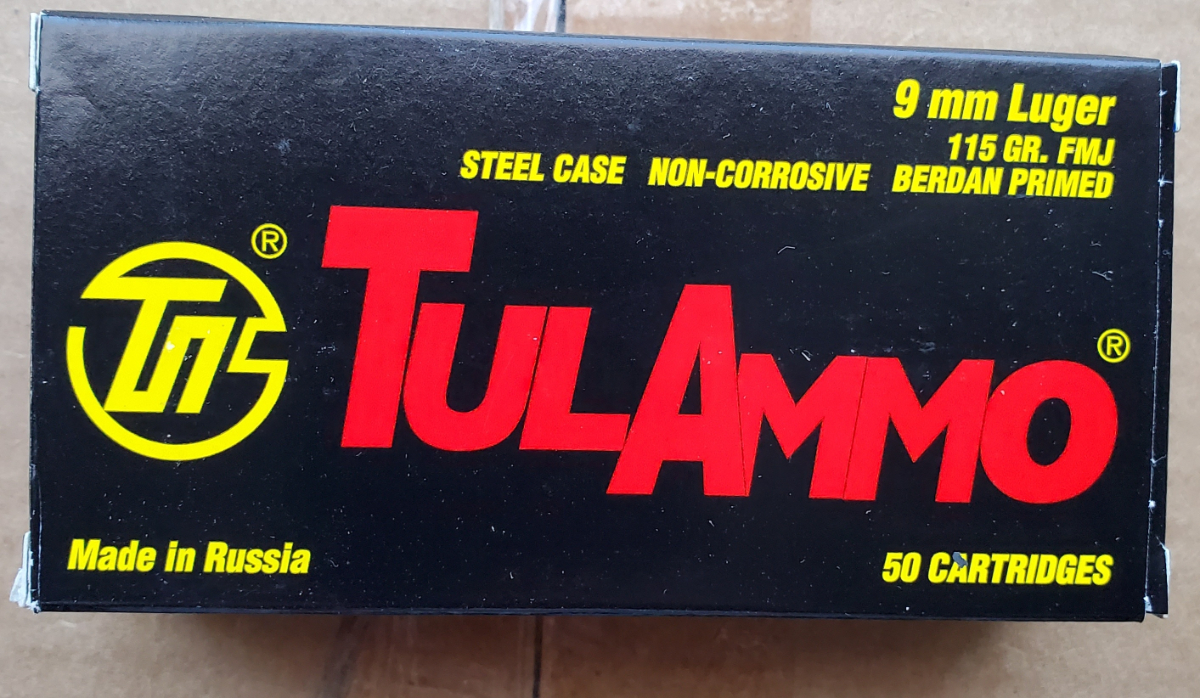 9 mm Luger
115 GR. FMJ
STEEL CASE NON-CORROSIVE BERDAN PRIMED
®
TULAMMO®
Made in Russia
50 CARTRIDGES